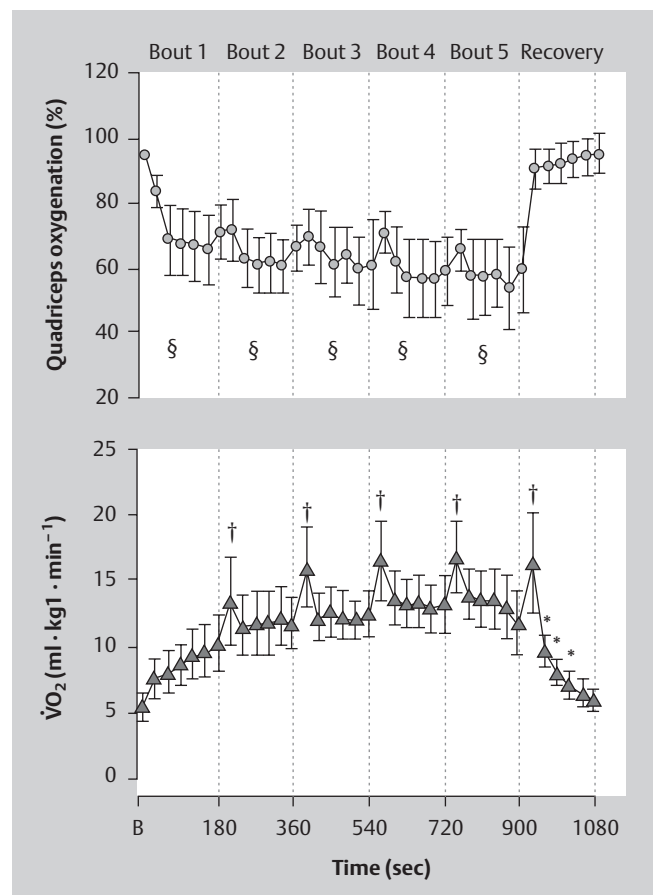 Bout 1 Bout 2 Bout 3 Bout 4 Bout 5 Recovery
120
100
80
60
40
20
Quadriceps oxygenation (%)
§ § § § §
25
20
15
10
5
0
V̇O₂ (ml · kg1 · min⁻¹)
† † † † †
*
*
*
B 180 360 540 720 900 1080
Time (sec)